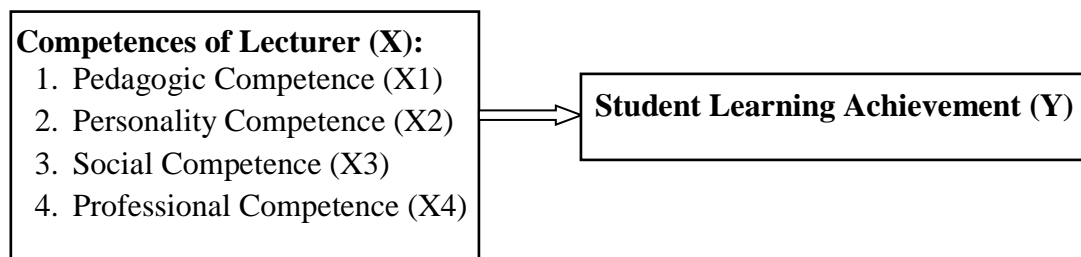 Competences of Lecturer (X):
1. Pedagogic Competence (X1)
2. Personality Competence (X2)
3. Social Competence (X3)
4. Professional Competence (X4)
Student Learning Achievement (Y)